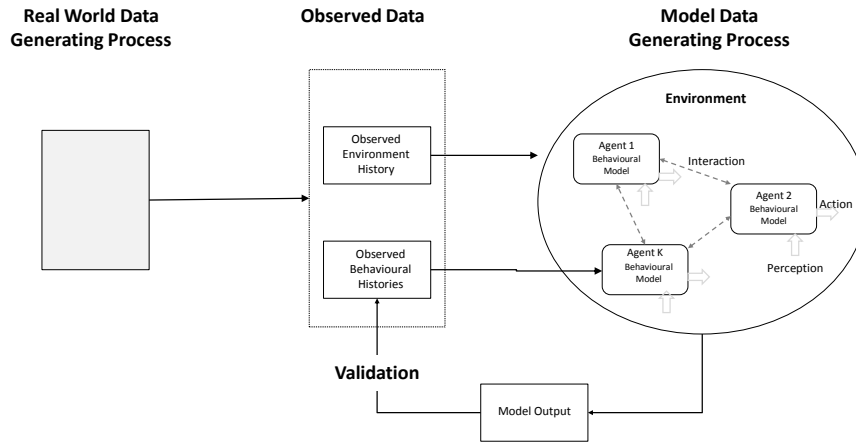 Real World Data
Generating Process
Observed Data
Model Data
Generating Process
Environment
Observed
Environment
History
Agent 1
Behavioural
Model
Interaction
Agent 2
Behavioural
Model
Action
Perception
Observed
Behavioural
Histories
Agent K
Behavioural
Model
Validation
Model Output